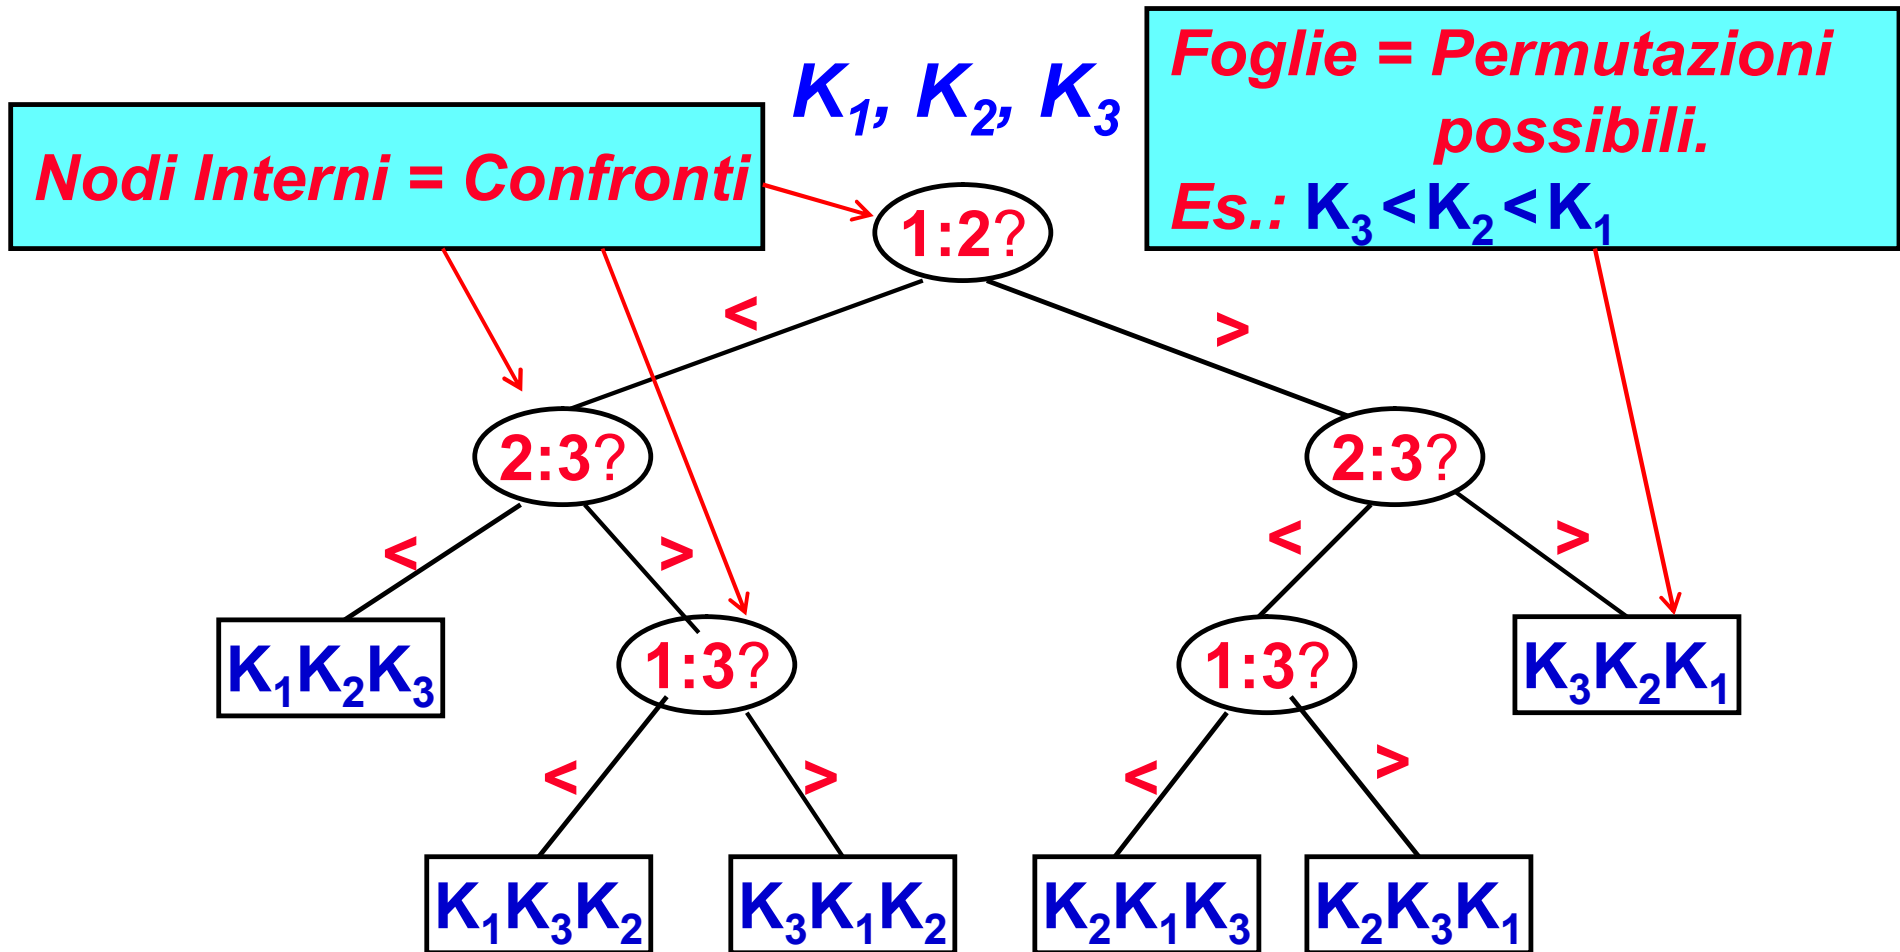 Foglie = Permutazioni
possibili.
Es.: K₃ < K₂ < K₁
K₁, K₂, K₃
Nodi Interni = Confronti
1:2?
<
>
2:3?
2:3?
<
>
<
>
K₁K₂K₃
1:3?
1:3?
K₃K₂K₁
<
>
<
>
K₁K₃K₂
K₃K₁K₂
K₂K₁K₃
K₂K₃K₁